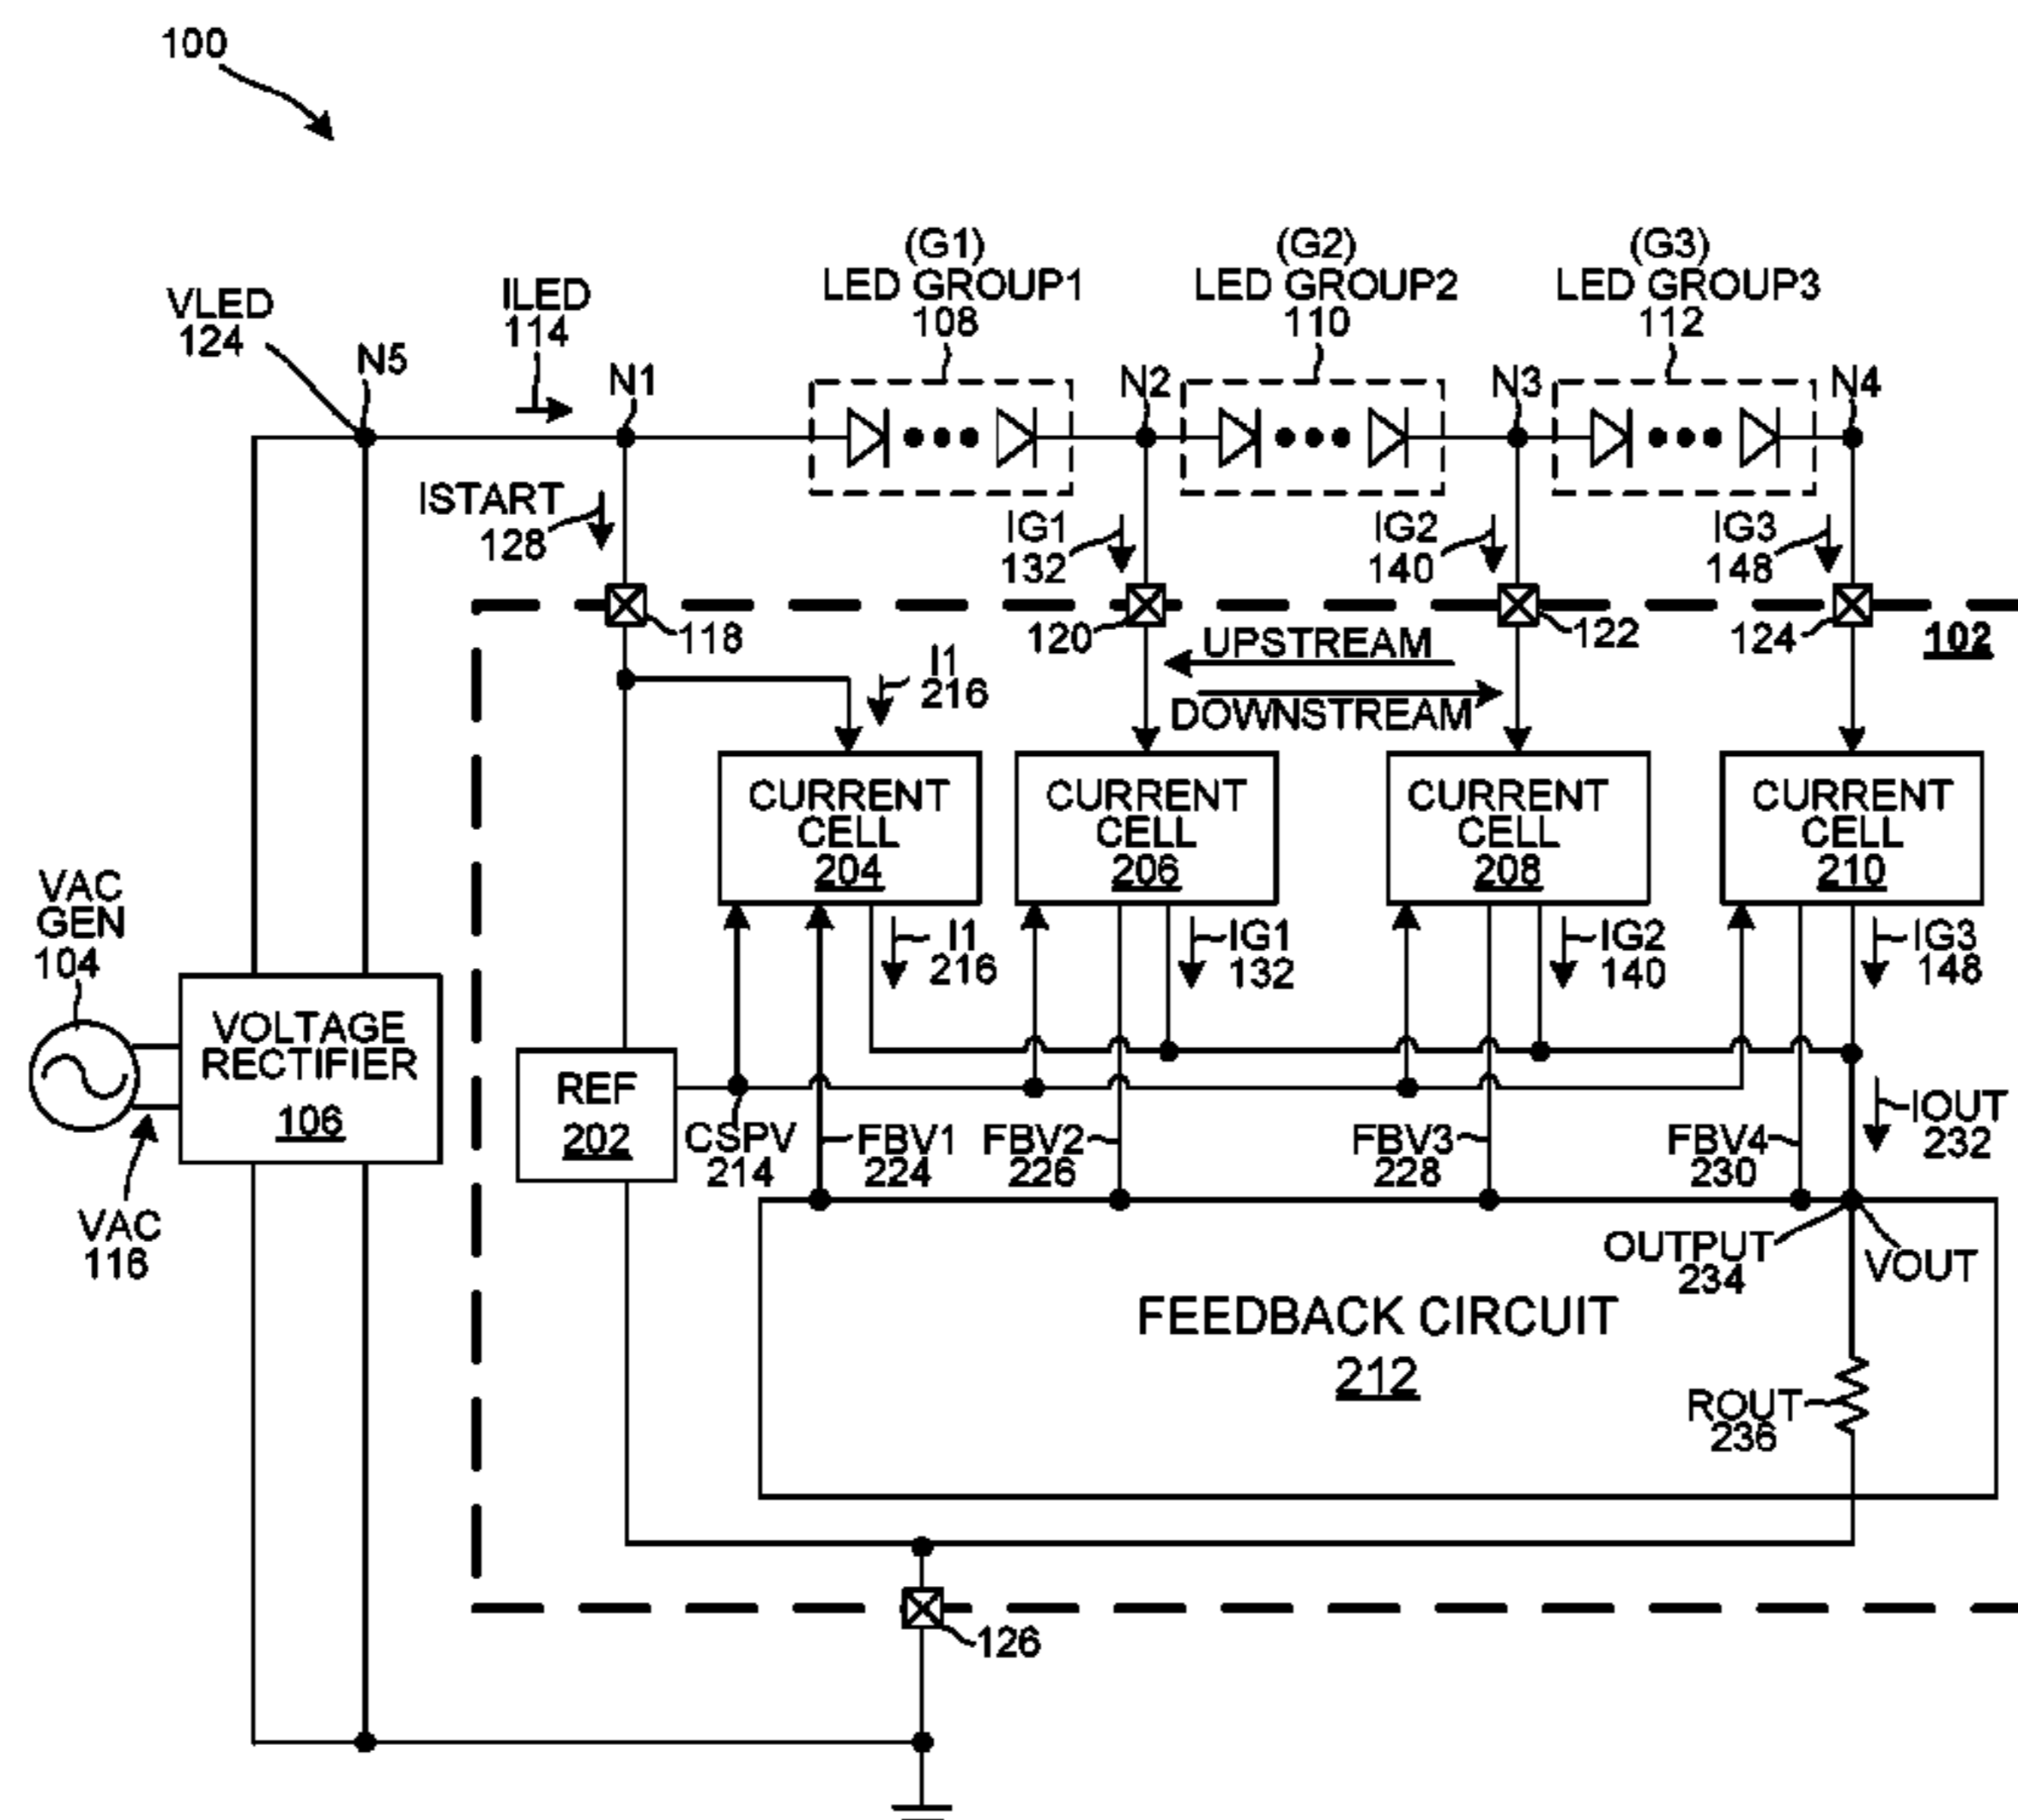 100
(G1)
LED GROUP1
108
(G2)
LED GROUP2
110
(G3)
LED GROUP3
112
VLED
124
N5
ILED
114
N1
N2
N3
N4
ISTART
128
IG1
132
IG2
140
IG3
148
118
120
122
124
102
UPSTREAM
DOWNSTREAM
I1
216
CURRENT
CELL
204
CURRENT
CELL
206
CURRENT
CELL
208
CURRENT
CELL
210
I1
216
IG1
132
IG2
140
IG3
148
VAC
GEN
104
VOLTAGE
RECTIFIER
106
VAC
116
REF
202
CSPV
214
FBV1
224
FBV2
226
FBV3
228
FBV4
230
IOUT
232
OUTPUT
234
VOUT
FEEDBACK CIRCUIT
212
ROUT
236
126